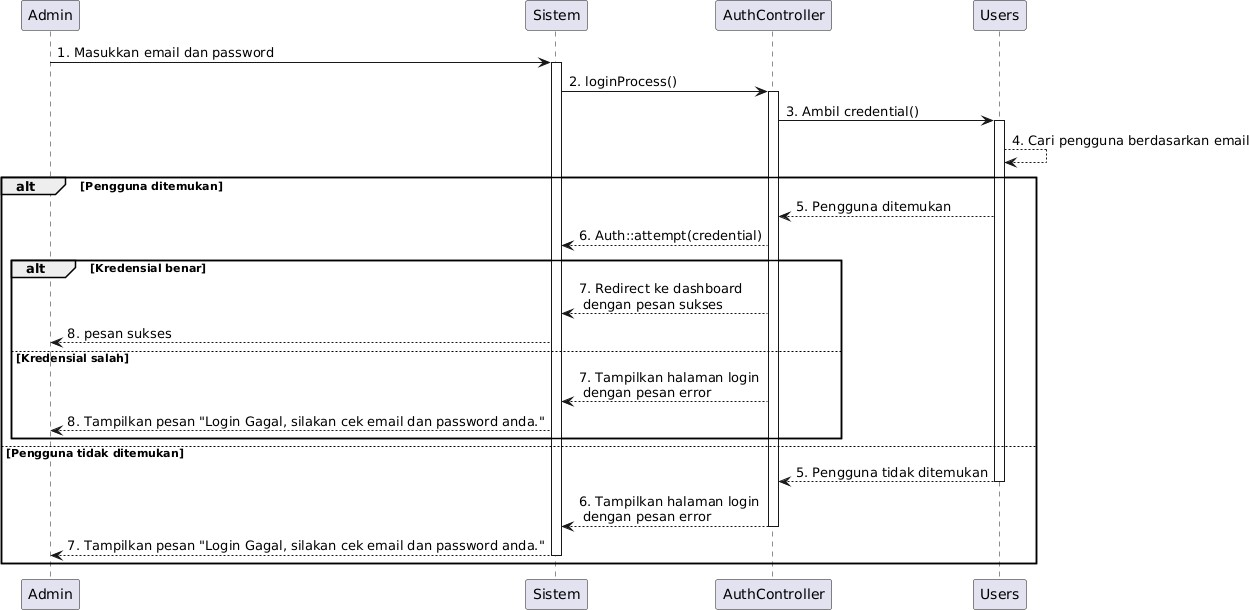 Admin Sistem AuthController Users
1. Masukkan email dan password
2. loginProcess()
3. Ambil credential()
4. Cari pengguna berdasarkan email
alt [Pengguna ditemukan]
5. Pengguna ditemukan
6. Auth::attempt(credential)
alt [Kredensial benar]
7. Redirect ke dashboard
dengan pesan sukses
8. pesan sukses
[Kredensial salah]
7. Tampilkan halaman login
dengan pesan error
8. Tampilkan pesan "Login Gagal, silakan cek email dan password anda."
[Pengguna tidak ditemukan]
5. Pengguna tidak ditemukan
6. Tampilkan halaman login
dengan pesan error
7. Tampilkan pesan "Login Gagal, silakan cek email dan password anda."
Admin Sistem AuthController Users